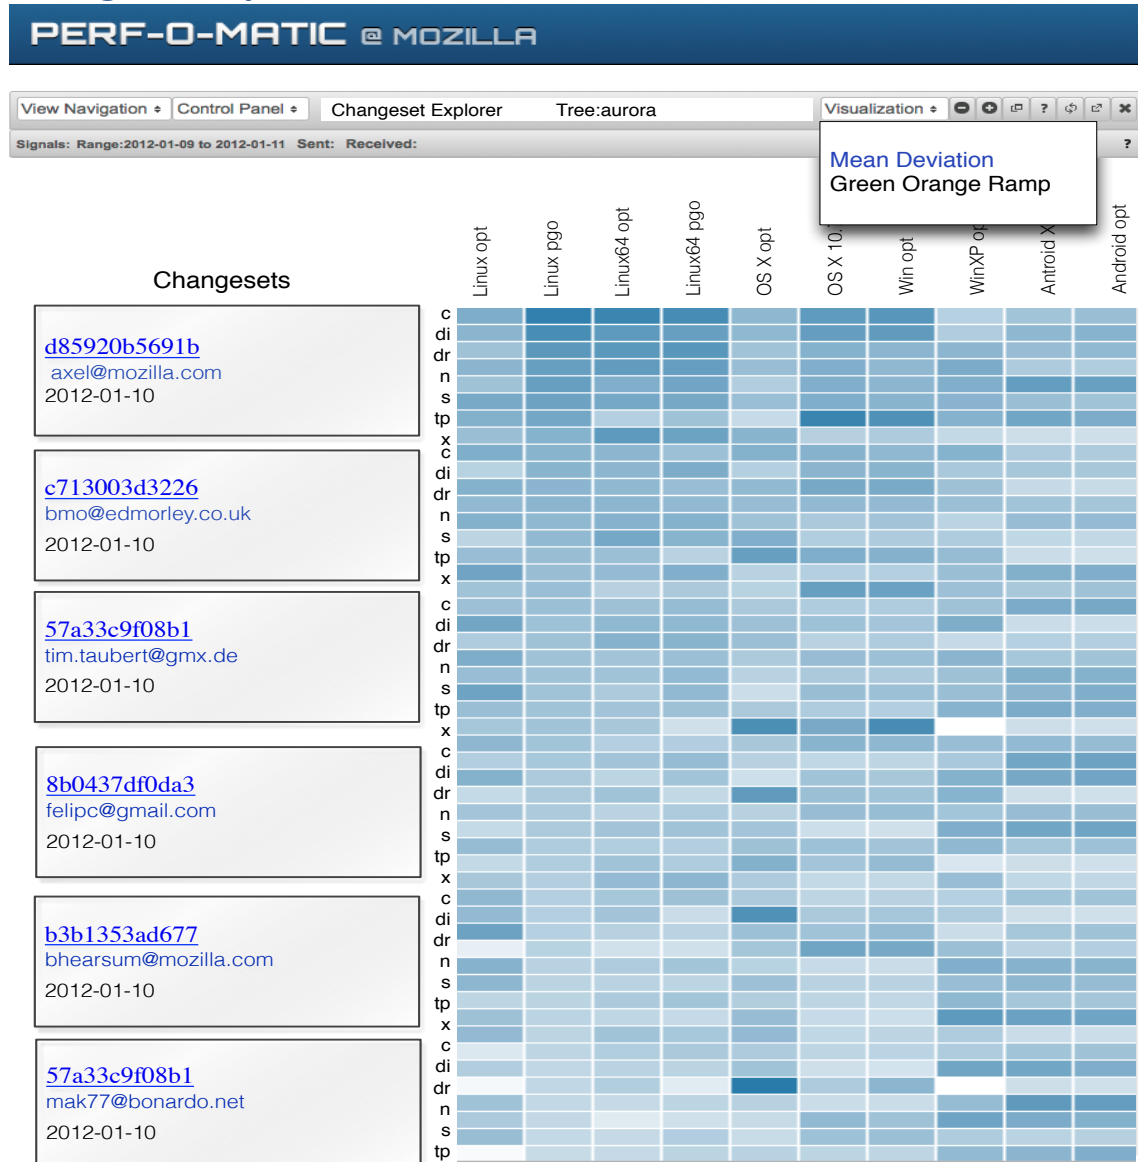 PERF-O-MATIC @ MOZILLA
View Navigation Control Panel Changeset Explorer Tree:aurora Visualization
Signals: Range:2012-01-09 to 2012-01-11 Sent: Received: ?
Mean Deviation
Green Orange Ramp
Linux opt
Linux pgo
Linux64 opt
Linux64 pgo
OS X opt
OS X 10.
Win opt
WinXP op
Antroid X
Android opt
Changesets
c
di
dr
n
s
tp
x
d85920b5691b
axel@mozilla.com
2012-01-10
c
di
dr
n
s
tp
x
c713003d3226
bmo@edmorley.co.uk
2012-01-10
c
di
dr
n
s
tp
x
57a33c9f08b1
tim.taubert@gmx.de
2012-01-10
c
di
dr
n
s
tp
x
8b0437df0da3
felipc@gmail.com
2012-01-10
c
di
dr
n
s
tp
x
b3b1353ad677
bhearsum@mozilla.com
2012-01-10
c
di
dr
n
s
tp
57a33c9f08b1
mak77@bonardo.net
2012-01-10